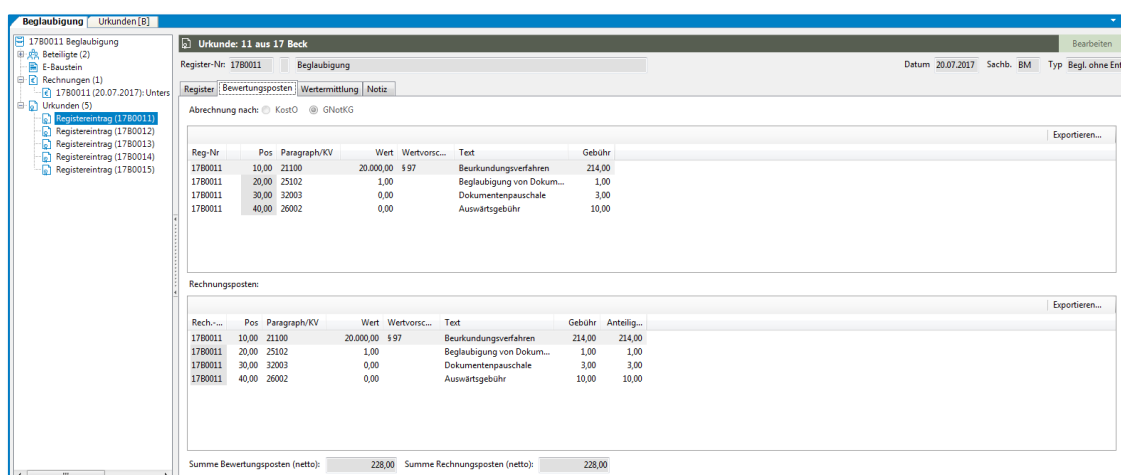 Beglaubigung Urkunden [B]
17B0011 Beglaubigung
Beteiligte (2)
E-Baustein
Rechnungen (1)
17B0011 (20.07.2017): Unters
Urkunden (5)
Registereintrag (17B0011)
Registereintrag (17B0012)
Registereintrag (17B0013)
Registereintrag (17B0014)
Registereintrag (17B0015)
Urkunde: 11 aus 17 Beck Bearbeiten
Register-Nr: 17B0011 Beglaubigung Datum 20.07.2017 Sachb. BM Typ Begl. ohne Ent
Register Bewertungsposten Wertermittlung Notiz
Abrechnung nach: KostO GNotKG
Exportieren...
Reg-Nr Pos Paragraph/KV Wert Wertvorsc... Text Gebühr
17B0011 10,00 21100 20.000,00 § 97 Beurkundungsverfahren 214,00
17B0011 20,00 25102 1,00 Beglaubigung von Dokum... 1,00
17B0011 30,00 32003 0,00 Dokumentenpauschale 3,00
17B0011 40,00 26002 0,00 Auswärtsgebühr 10,00
Rechnungsposten:
Exportieren...
Rech.-... Pos Paragraph/KV Wert Wertvorsc... Text Gebühr Anteilig...
17B0011 10,00 21100 20.000,00 § 97 Beurkundungsverfahren 214,00 214,00
17B0011 20,00 25102 1,00 Beglaubigung von Dokum... 1,00 1,00
17B0011 30,00 32003 0,00 Dokumentenpauschale 3,00 3,00
17B0011 40,00 26002 0,00 Auswärtsgebühr 10,00 10,00
Summe Bewertungsposten (netto): 228,00 Summe Rechnungsposten (netto): 228,00